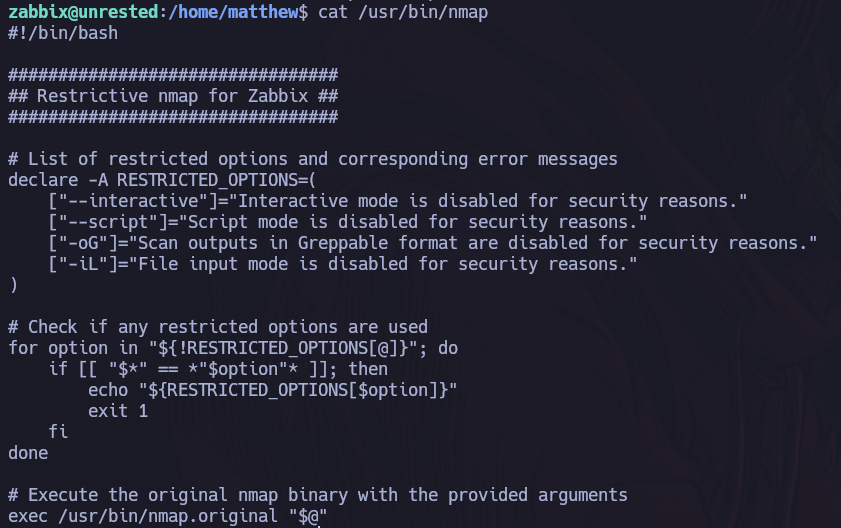 zabbix@unrested:/home/matthew$ cat /usr/bin/nmap
#!/bin/bash

#################################
## Restrictive nmap for Zabbix ##
#################################

# List of restricted options and corresponding error messages
declare -A RESTRICTED_OPTIONS=(
    ["--interactive"]="Interactive mode is disabled for security reasons."
    ["--script"]="Script mode is disabled for security reasons."
    ["-oG"]="Scan outputs in Greppable format are disabled for security reasons."
    ["-iL"]="File input mode is disabled for security reasons."
)

# Check if any restricted options are used
for option in "${!RESTRICTED_OPTIONS[@]}"; do
    if [[ "$*" == *"$option"* ]]; then
        echo "${RESTRICTED_OPTIONS[$option]}"
        exit 1
    fi
done

# Execute the original nmap binary with the provided arguments
exec /usr/bin/nmap.original "$@"